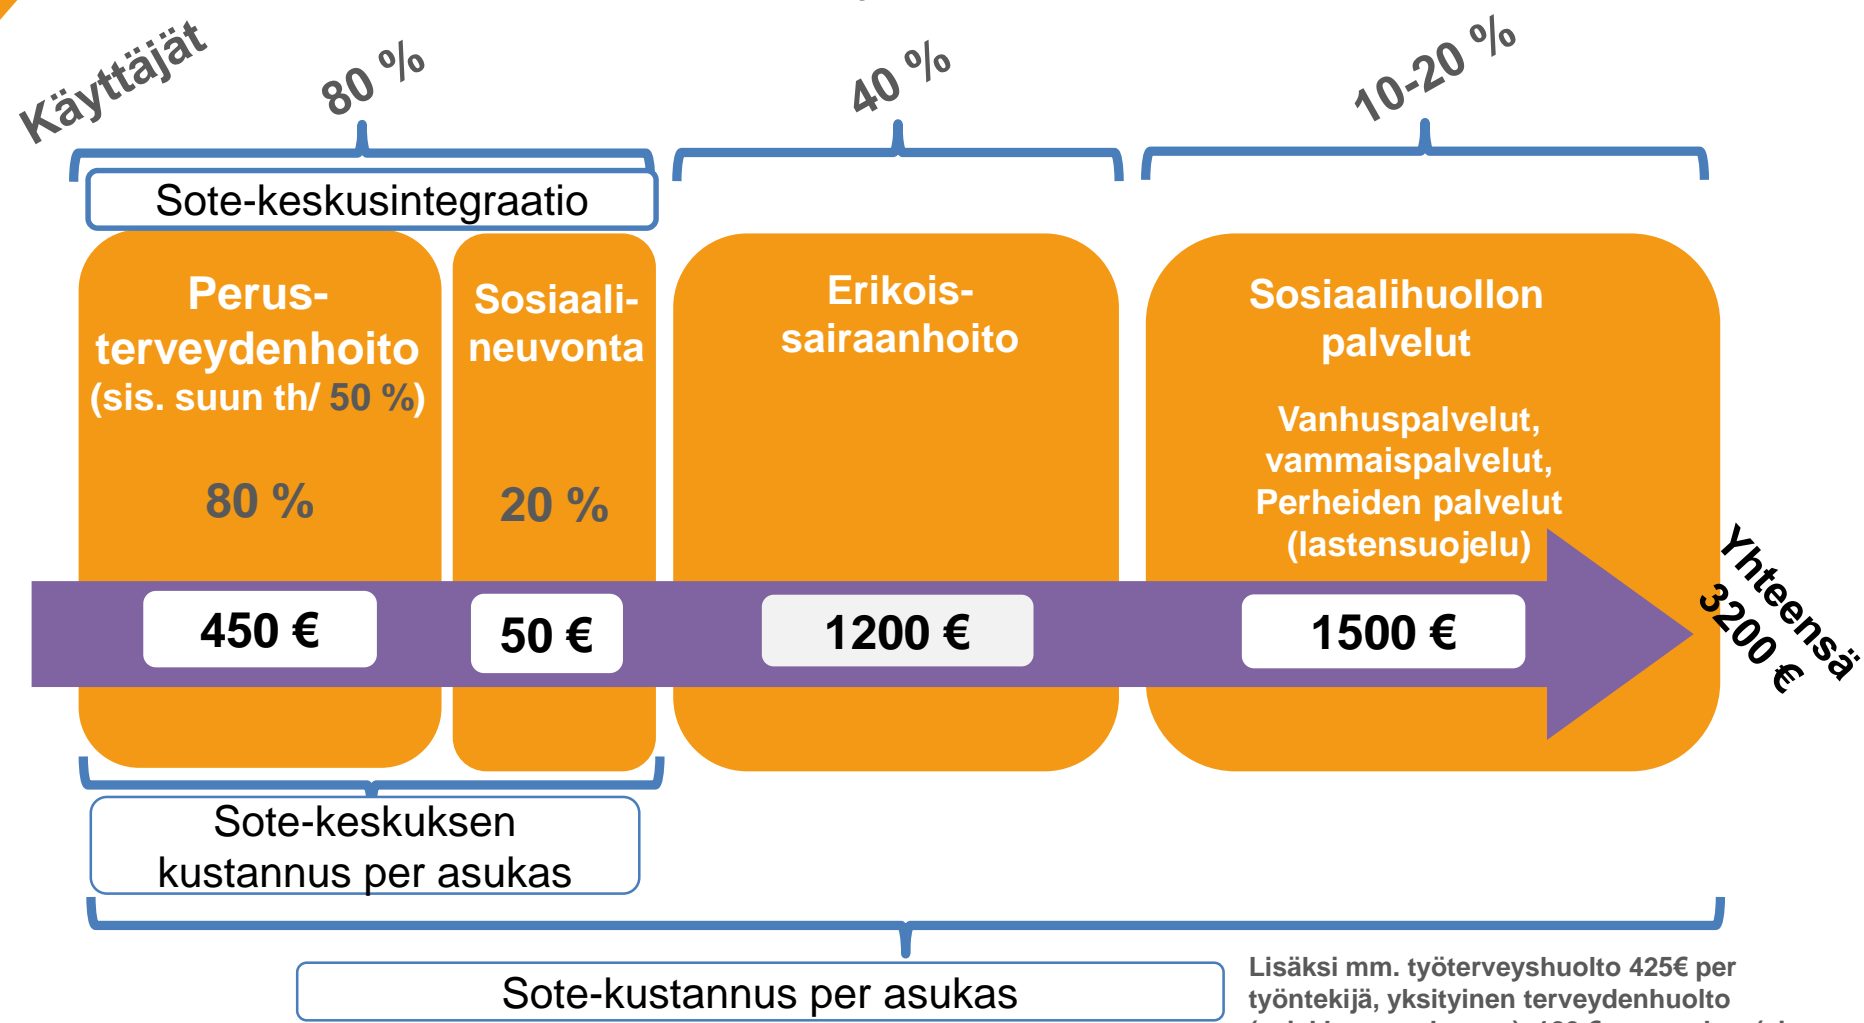 Käyttäjät
80 %
40 %
10-20 %
Sote-keskusintegraatio
Perus-
terveydenhoito
(sis. suun th/ 50 %)
80 %
Sosiaali-
neuvonta
20 %
Erikois-
sairaanhoito
Sosiaalihuollon
palvelut
Vanhuspalvelut,
vammaispalvelut,
Perheiden palvelut
(lastensuojelu)
450 €
50 €
1200 €
1500 €
Yhteensä
3200 €
Sote-keskuksen
kustannus per asukas
Sote-kustannus per asukas
Lisäksi mm. työterveyshuolto 425€ per
työntekijä, yksityinen terveydenhuolto